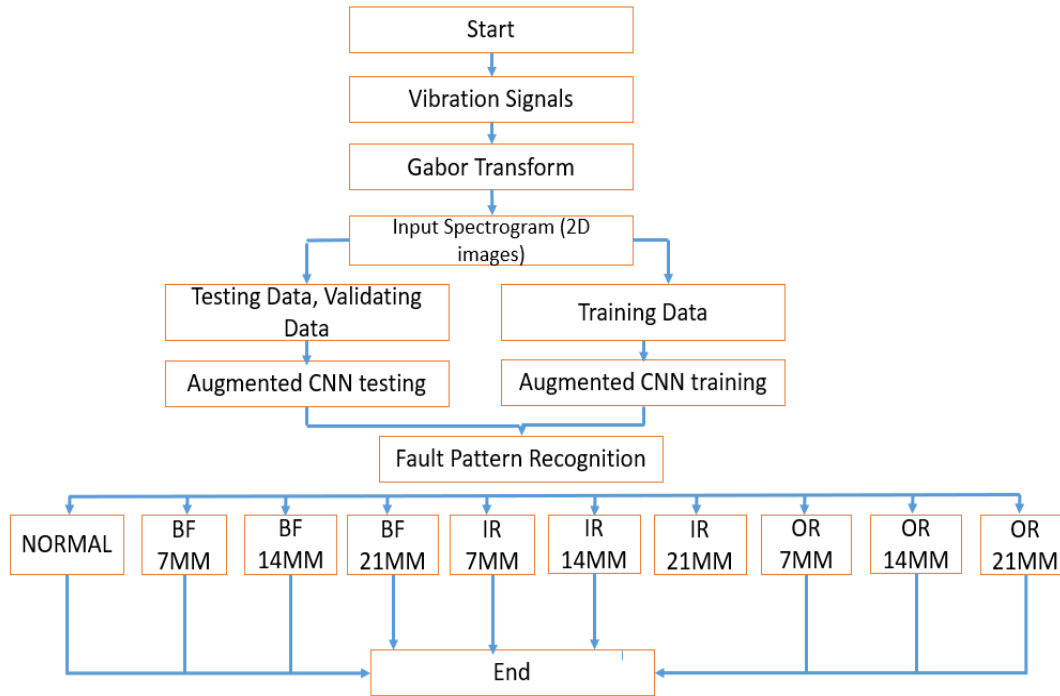 Start
Vibration Signals
Gabor Transform
Input Spectrogram (2D
images)
Testing Data, Validating
Data
Training Data
Augmented CNN testing
Augmented CNN training
Fault Pattern Recognition
NORMAL
BF
7MM
BF
14MM
BF
21MM
IR
7MM
IR
14MM
IR
21MM
OR
7MM
OR
14MM
OR
21MM
End